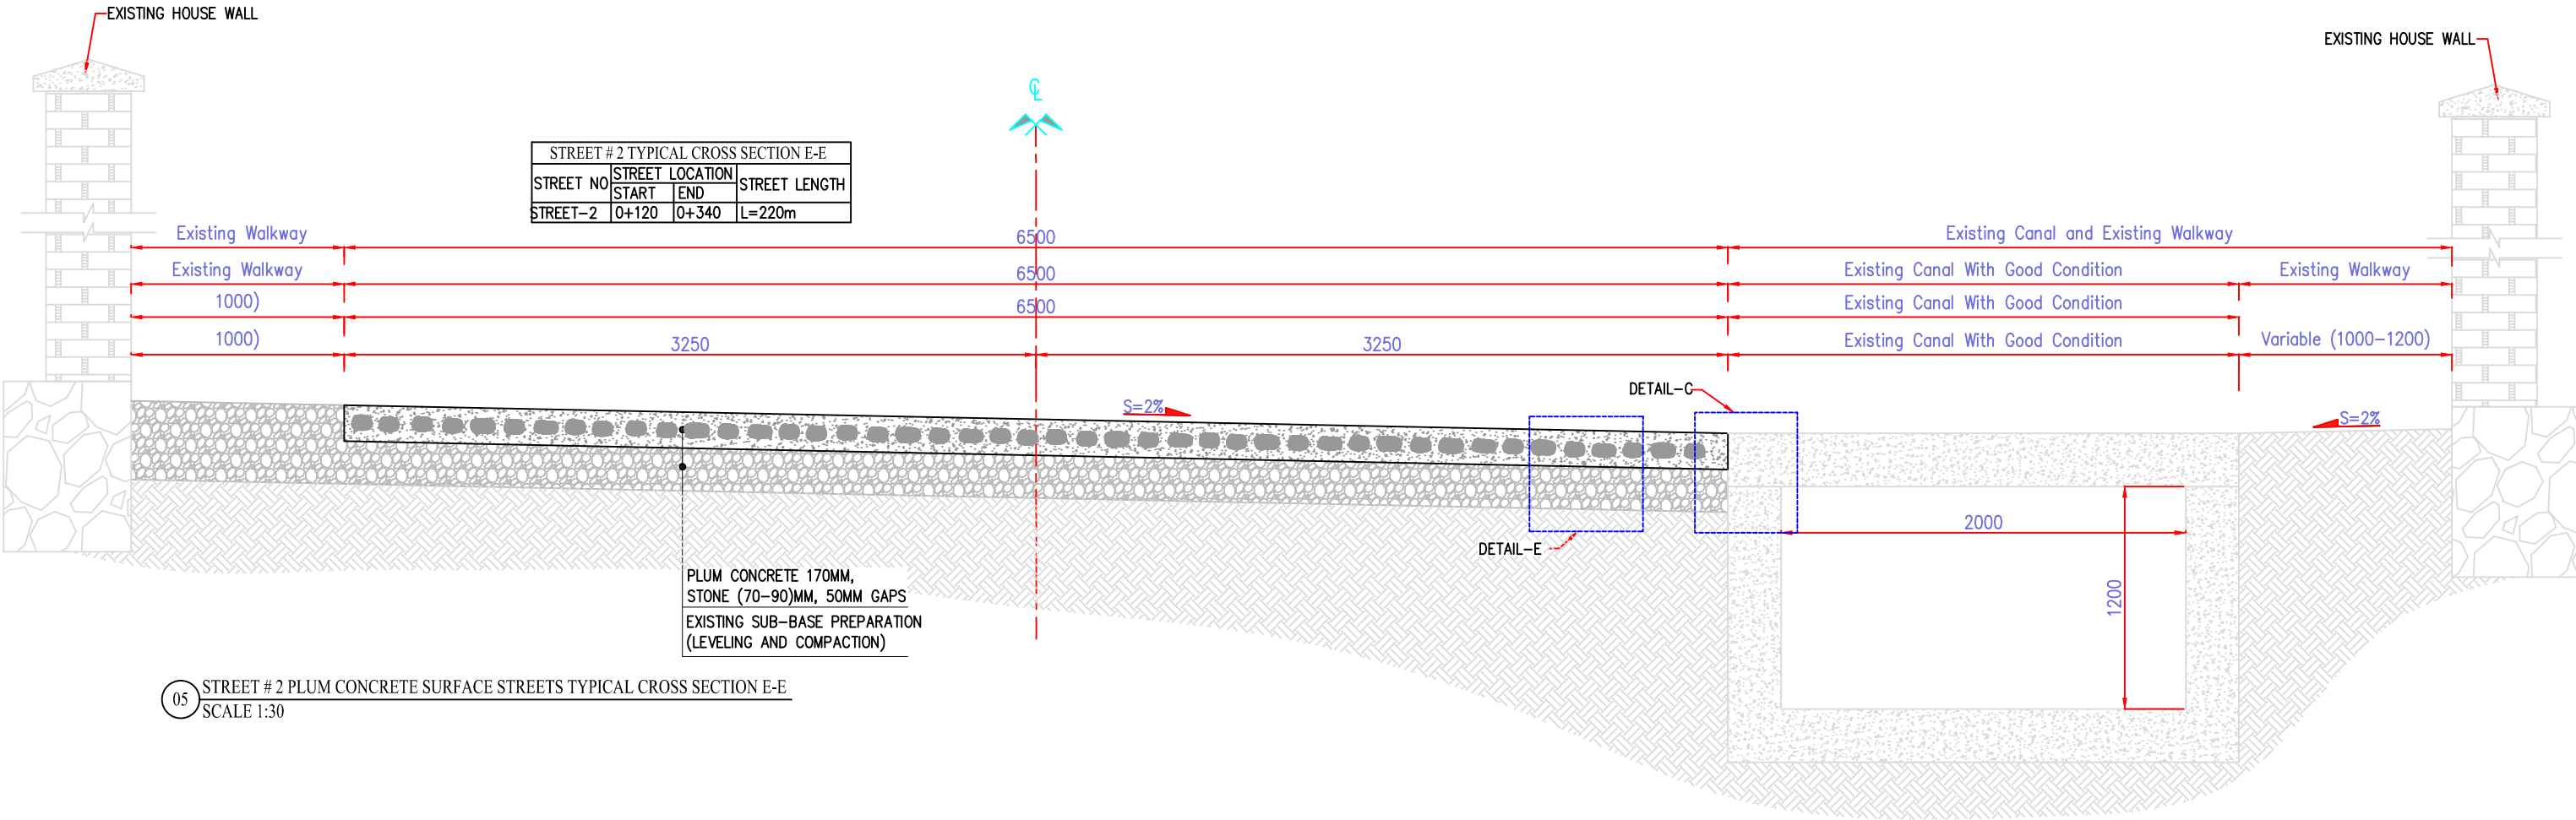 EXISTING HOUSE WALL
EXISTING HOUSE WALL
℄
STREET # 2 TYPICAL CROSS SECTION E-E
STREET NO
STREET LOCATION
STREET LENGTH
START
END
STREET-2
0+120
0+340
L=220m
Existing Walkway
6500
Existing Canal and Existing Walkway
Existing Walkway
6500
Existing Canal With Good Condition
Existing Walkway
1000)
6500
Existing Canal With Good Condition
1000)
3250
3250
Existing Canal With Good Condition
Variable (1000-1200)
DETAIL-C
S=2%
S=2%
2000
DETAIL-E
1200
PLUM CONCRETE 170MM,
STONE (70-90)MM, 50MM GAPS
EXISTING SUB-BASE PREPARATION
(LEVELING AND COMPACTION)
05
STREET # 2 PLUM CONCRETE SURFACE STREETS TYPICAL CROSS SECTION E-E
SCALE 1:30